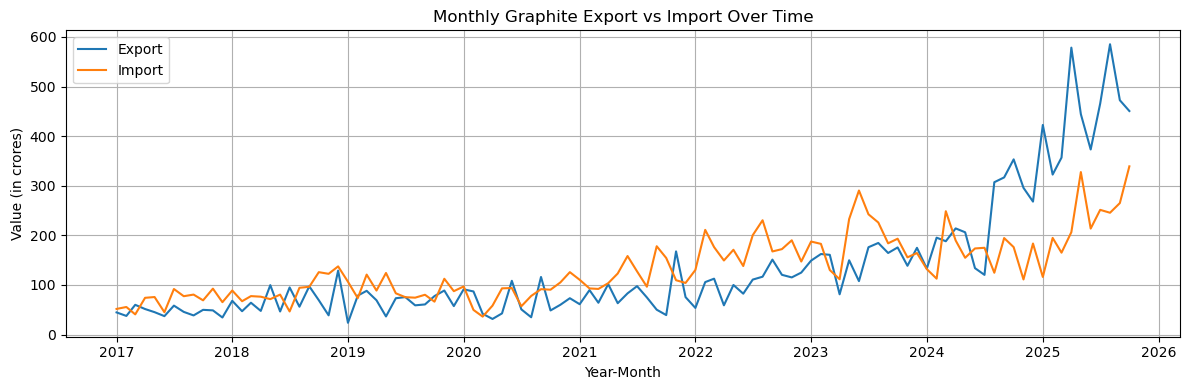 Monthly Graphite Export vs Import Over Time
Export
Import
Value (in crores)
600
500
400
300
200
100
0
2017 2018 2019 2020 2021 2022 2023 2024 2025 2026
Year-Month